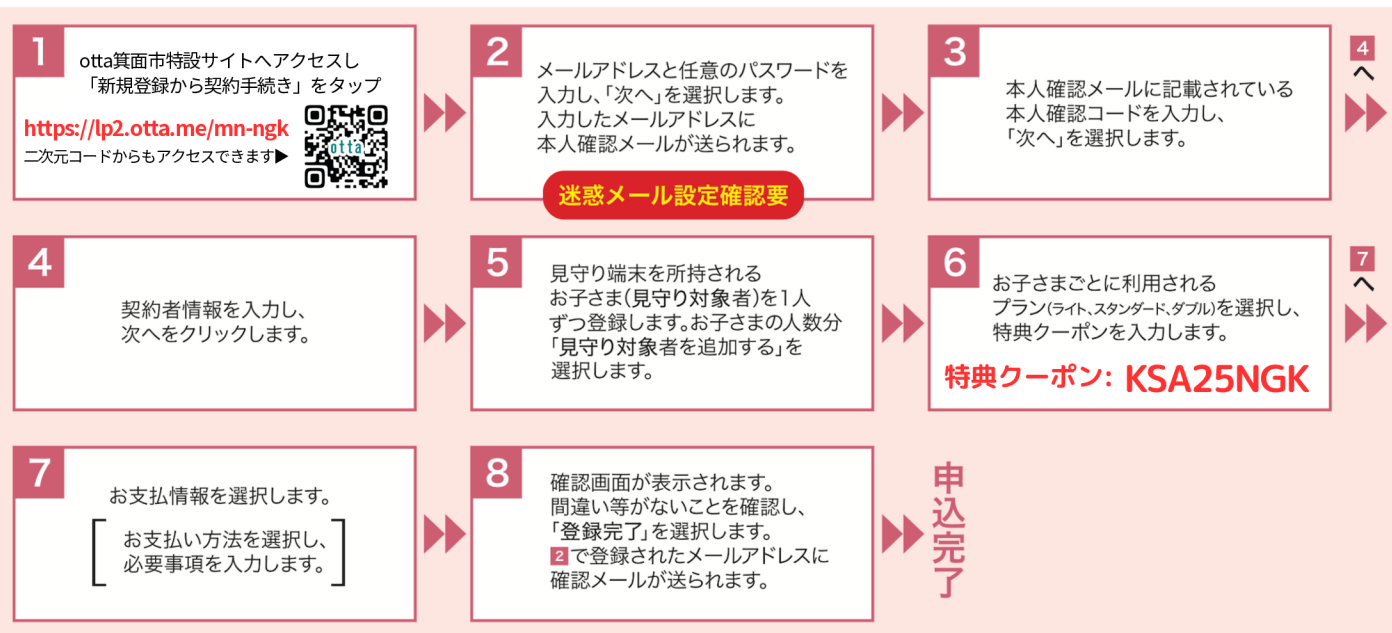 1
otta箕面市特設サイトへアクセスし
「新規登録から契約手続き」をタップ
https://lp2.otta.me/mn-ngk
二次元コードからもアクセスできます▶
otta
2
メールアドレスと任意のパスワードを
入力し、「次へ」を選択します。
入力したメールアドレスに
本人確認メールが送られます。
迷惑メール設定確認要
3
本人確認メールに記載されている
本人確認コードを入力し、
「次へ」を選択します。
4
へ
4
契約者情報を入力し、
次へをクリックします。
5
見守り端末を所持される
お子さま(見守り対象者)を1人
ずつ登録します。お子さまの人数分
「見守り対象者を追加する」を
選択します。
6
お子さまごとに利用される
プラン(ライト、スタンダード、ダブル)を選択し、
特典クーポンを入力します。
特典クーポン: KSA25NGK
7
へ
7
お支払情報を選択します。
お支払い方法を選択し、
必要事項を入力します。
8
確認画面が表示されます。
間違い等がないことを確認し、
「登録完了」を選択します。
2で登録されたメールアドレスに
確認メールが送られます。
申込完了